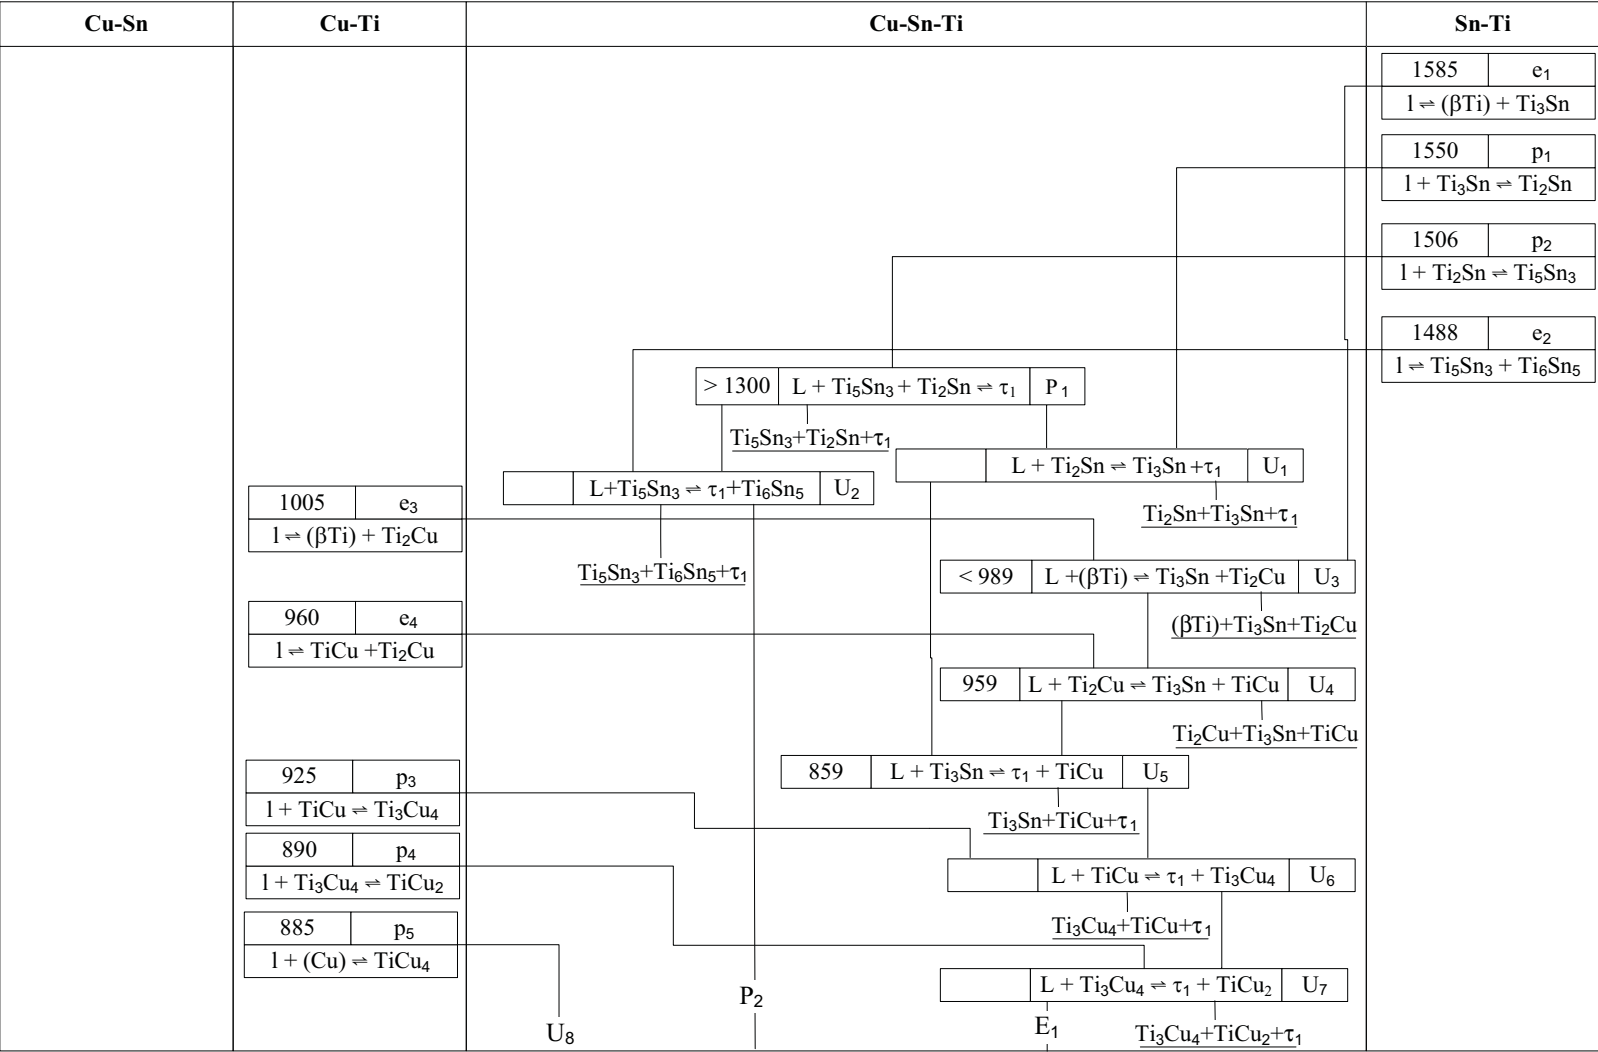 Cu-Sn Cu-Ti Cu-Sn-Ti Sn-Ti
1585 e₁
l ⇌ (βTi) + Ti₃Sn
1550 p₁
l + Ti₃Sn ⇌ Ti₂Sn
1506 p₂
l + Ti₂Sn ⇌ Ti₅Sn₃
1488 e₂
l ⇌ Ti₅Sn₃ + Ti₆Sn₅
> 1300 L + Ti₅Sn₃ + Ti₂Sn ⇌ τ₁ P₁
Ti₅Sn₃+Ti₂Sn+τ₁
L + Ti₂Sn ⇌ Ti₃Sn +τ₁ U₁
Ti₂Sn+Ti₃Sn+τ₁
L+Ti₅Sn₃ ⇌ τ₁+Ti₆Sn₅ U₂
Ti₅Sn₃+Ti₆Sn₅+τ₁
1005 e₃
l ⇌ (βTi) + Ti₂Cu
< 989 L +(βTi) ⇌ Ti₃Sn +Ti₂Cu U₃
(βTi)+Ti₃Sn+Ti₂Cu
960 e₄
l ⇌ TiCu +Ti₂Cu
959 L + Ti₂Cu ⇌ Ti₃Sn + TiCu U₄
Ti₂Cu+Ti₃Sn+TiCu
925 p₃
l + TiCu ⇌ Ti₃Cu₄
859 L + Ti₃Sn ⇌ τ₁ + TiCu U₅
Ti₃Sn+TiCu+τ₁
890 p₄
l + Ti₃Cu₄ ⇌ TiCu₂
L + TiCu ⇌ τ₁ + Ti₃Cu₄ U₆
Ti₃Cu₄+TiCu+τ₁
885 p₅
l + (Cu) ⇌ TiCu₄
L + Ti₃Cu₄ ⇌ τ₁ + TiCu₂ U₇
Ti₃Cu₄+TiCu₂+τ₁
U₈ P₂ E₁